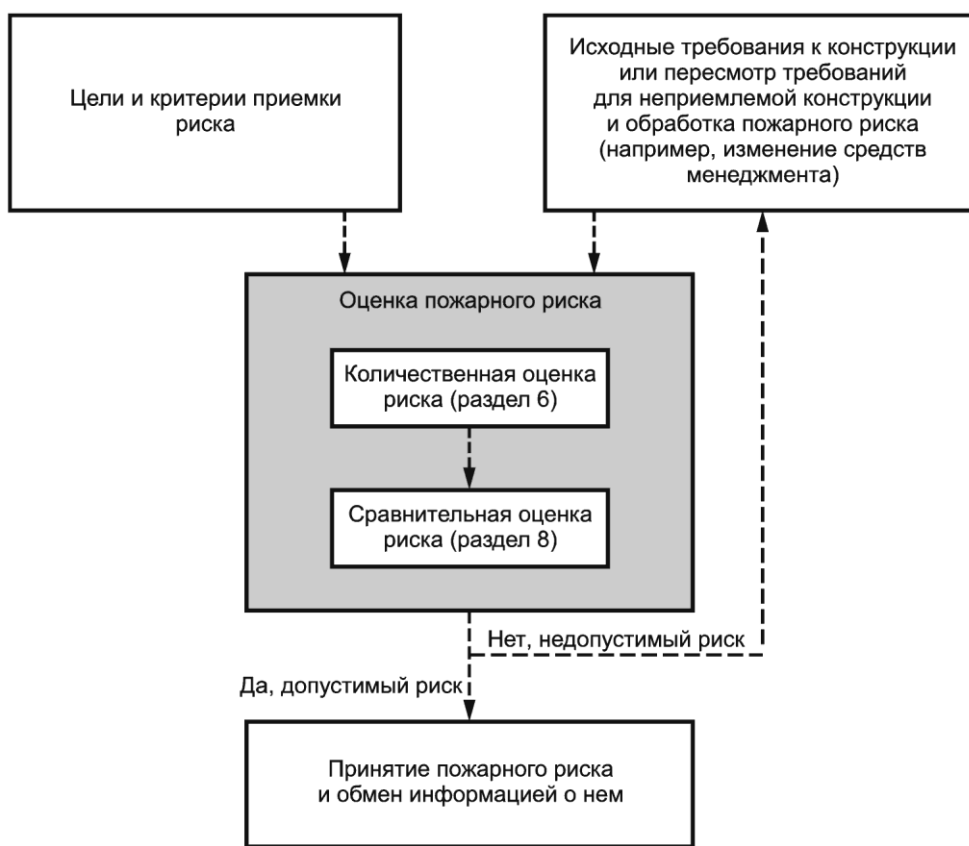 Цели и критерии приемки
риска
Исходные требования к конструкции
или пересмотр требований
для неприемлемой конструкции
и обработка пожарного риска
(например, изменение средств
менеджмента)
Оценка пожарного риска
Количественная оценка
риска (раздел 6)
Сравнительная оценка
риска (раздел 8)
Нет, недопустимый риск
Да, допустимый риск
Принятие пожарного риска
и обмен информацией о нем